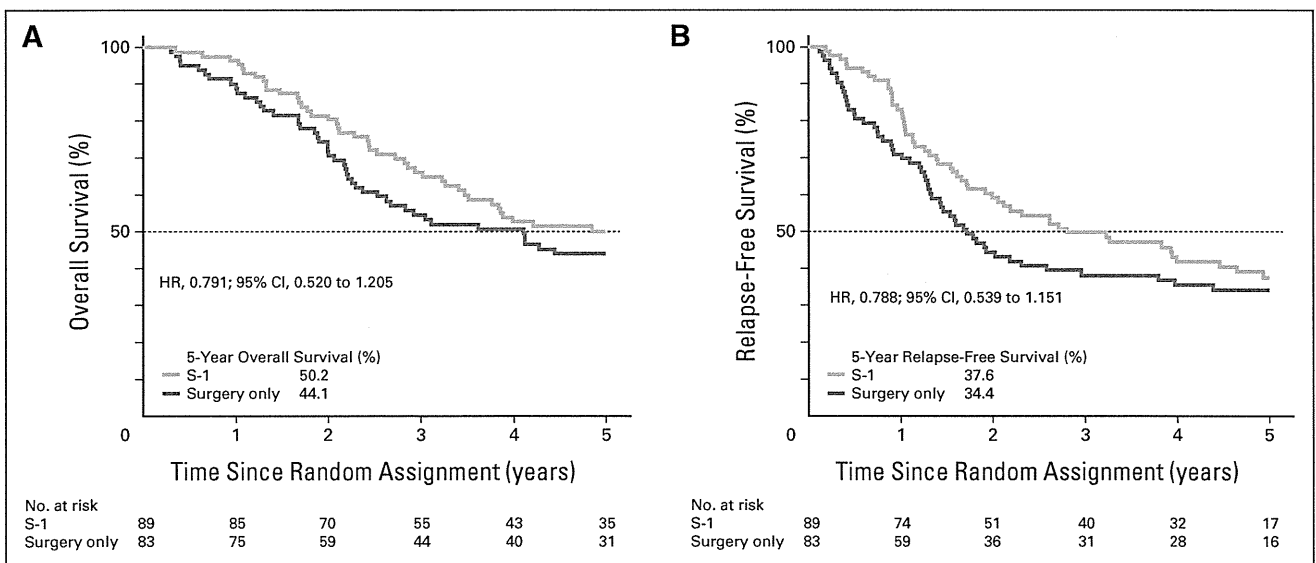 A
100
50
Overall Survival (%)
HR, 0.791; 95% CI, 0.520 to 1.205
5-Year Overall Survival (%)
S-1 50.2
Surgery only 44.1
0 1 2 3 4 5
Time Since Random Assignment (years)
No. at risk
S-1 89 85 70 55 43 35
Surgery only 83 75 59 44 40 31
B
100
50
Relapse-Free Survival (%)
HR, 0.788; 95% CI, 0.539 to 1.151
5-Year Relapse-Free Survival (%)
S-1 37.6
Surgery only 34.4
0 1 2 3 4 5
Time Since Random Assignment (years)
No. at risk
S-1 89 74 51 40 32 17
Surgery only 83 59 36 31 28 16